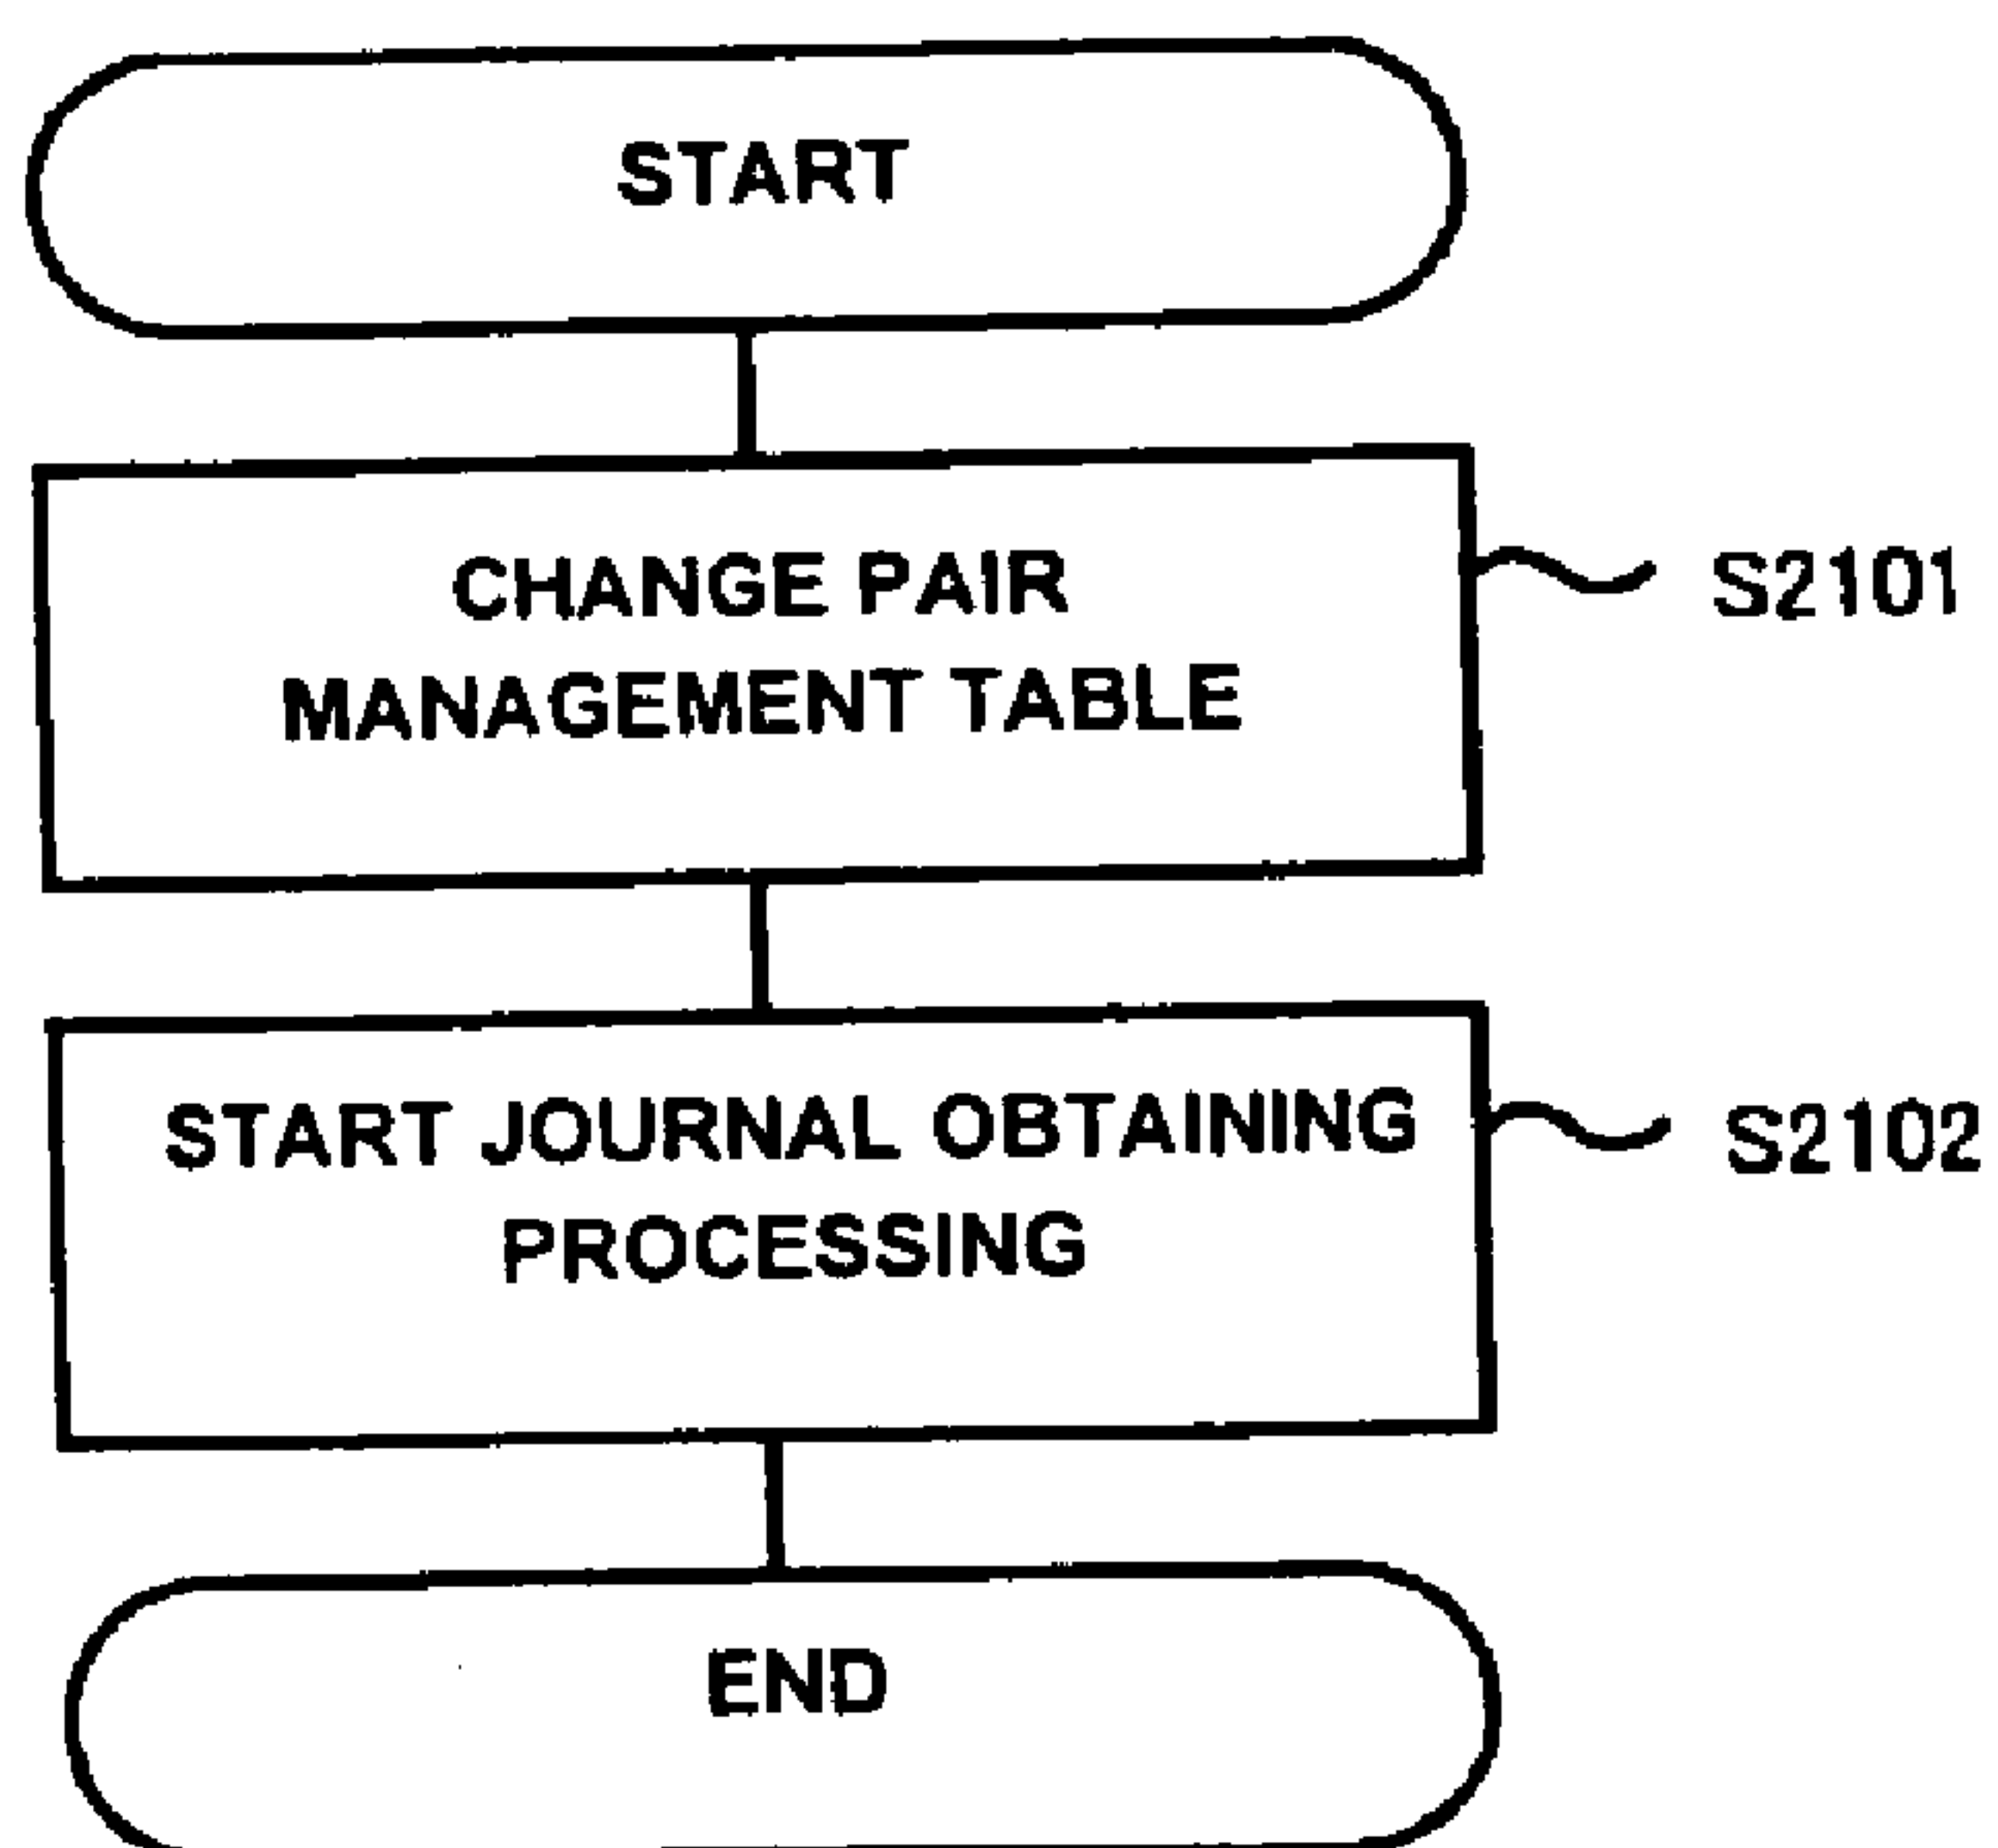 START
CHANGE PAIR
MANAGEMENT TABLE
S2101
START JOURNAL OBTAINING
PROCESSING
S2102
END